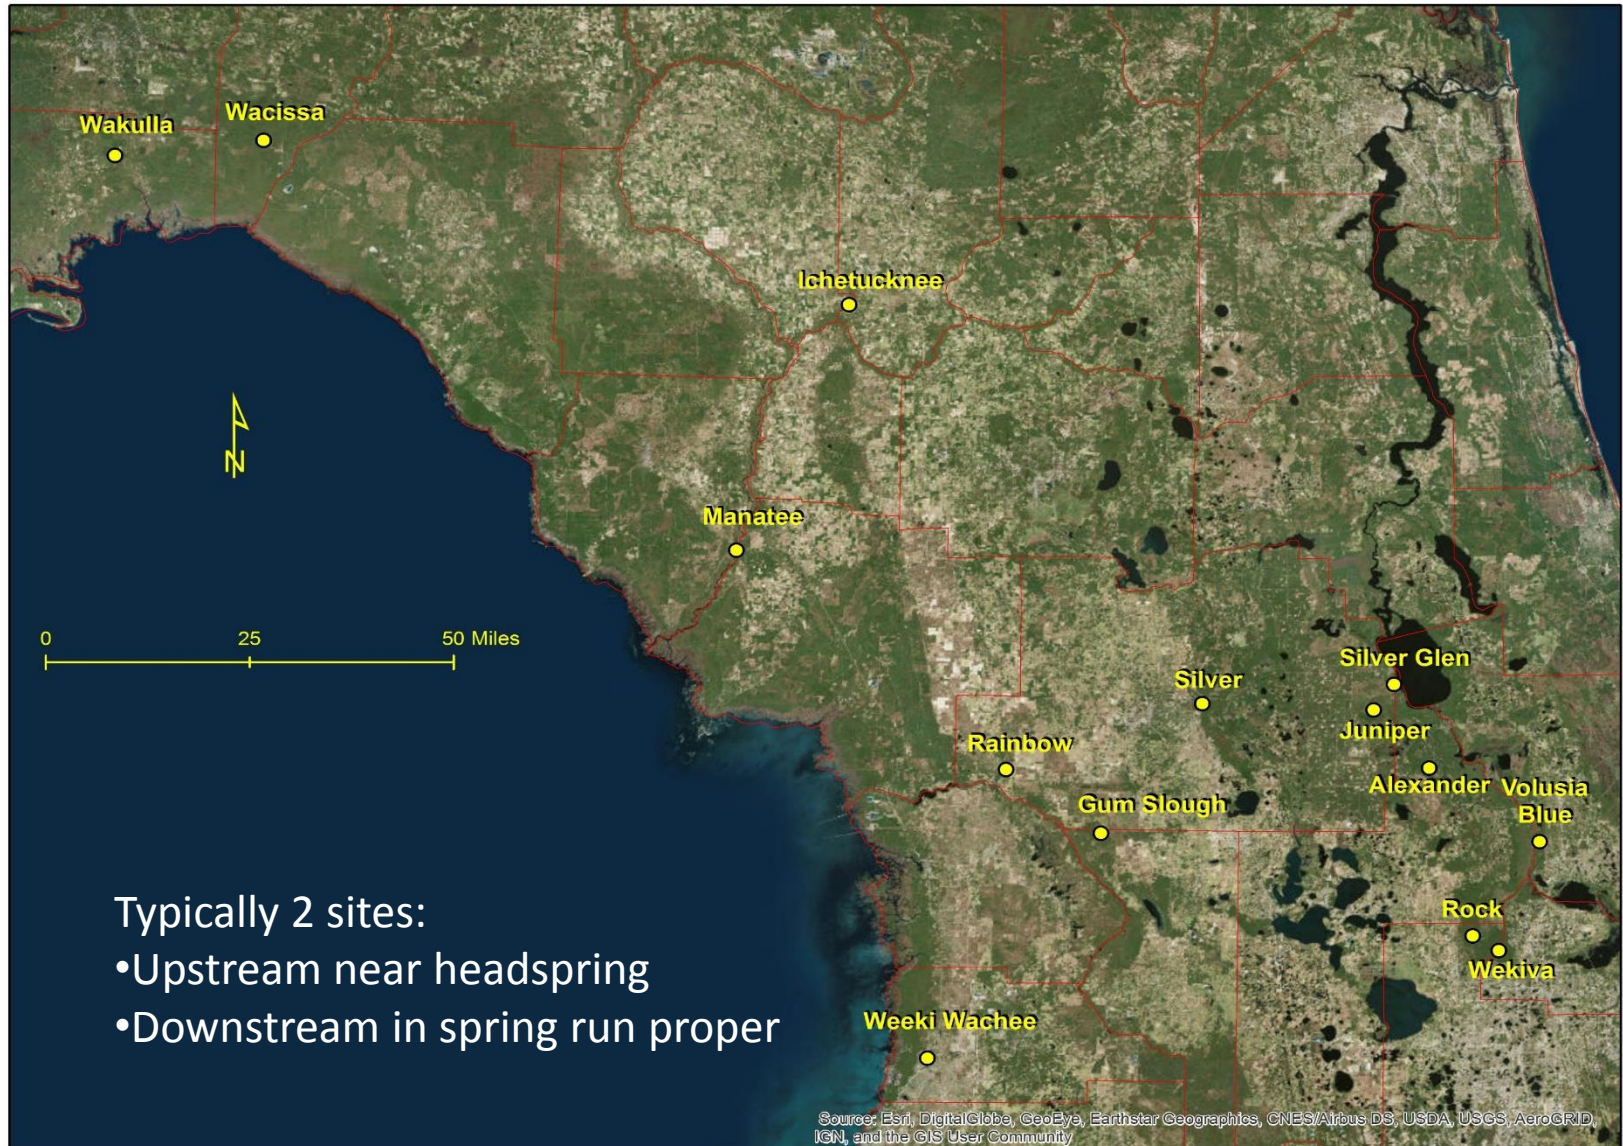 Wakulla
Wacissa
Ichetucknee
N
Manatee
0 25 50 Miles
Silver Glen
Silver
Juniper
Rainbow
Alexander
Volusia
Blue
Gum Slough
Typically 2 sites:
•Upstream near headspring
•Downstream in spring run proper
Rock
Wekiva
Weeki Wachee
Source: Esri, DigitalGlobe, GeoEye, Earthstar Geographics, CNES/Airbus DS, USDA, USGS, AeroGRID,
IGN, and the GIS User Community